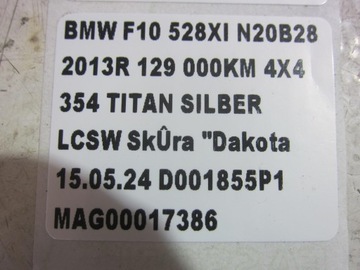 BMW F10 528XI N20B28
2013R 129 000KM 4X4
354 TITAN SILBER
LCSW SkÛra "Dakota
15.05.24 D001855P1
MAG00017386